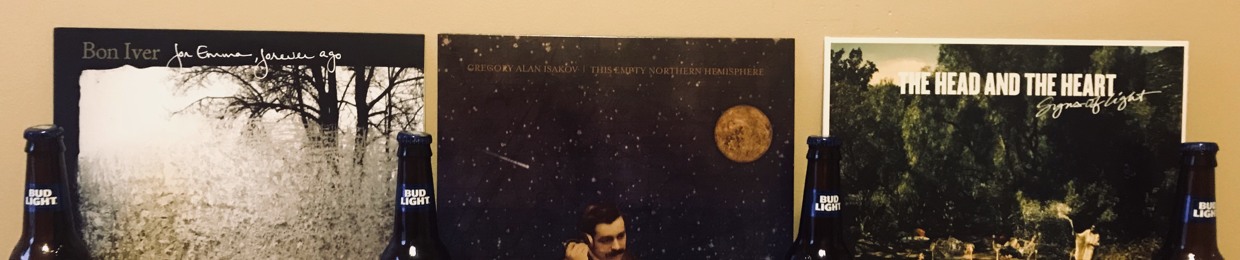 Bon Iver for Emma, forever ago
GREGORY ALAN ISAKOV | THIS EMPTY NORTHERN HEMISPHERE
THE HEAD AND THE HEART
Signs of Light
BUD
LIGHT
BUD
LIGHT
BUD
LIGHT
BUD
LIGHT